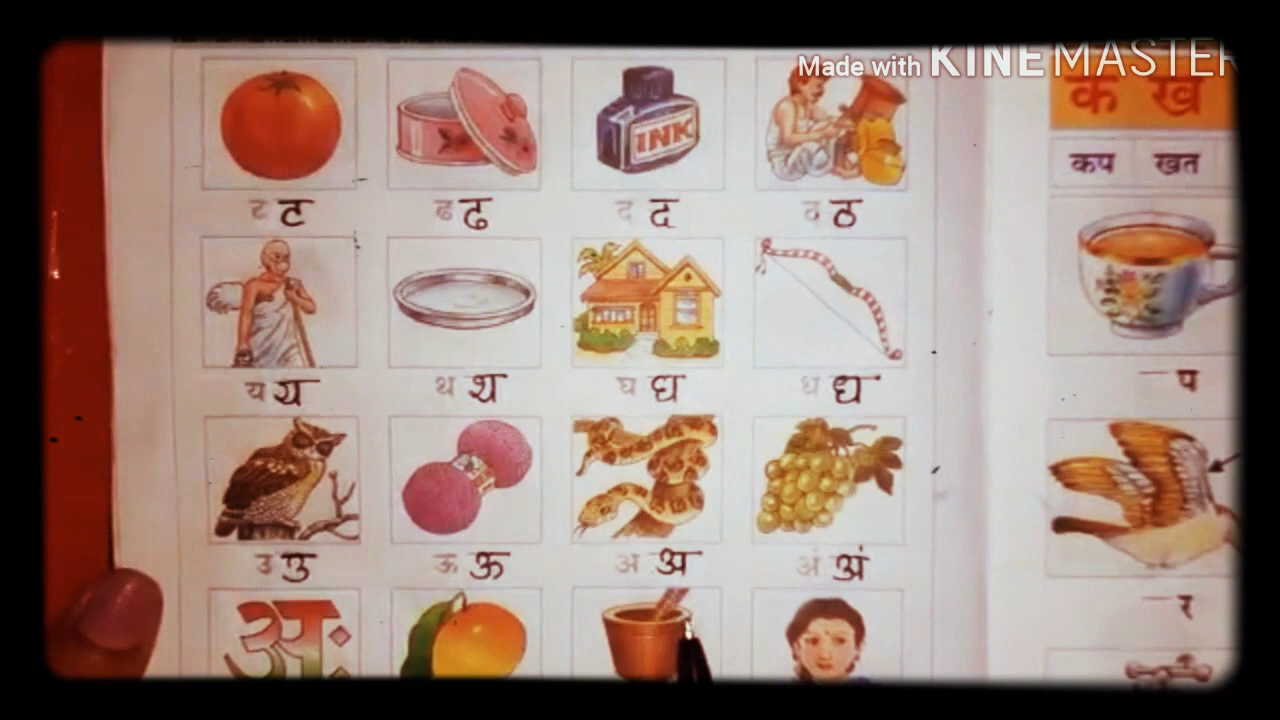 Made with KINEMASTER
क ख
INK
कप खत
ट ट ढ ढ द द ठ ठ
य य थ थ घ घ ध ध
प
उ उ ऊ ऊ अ अ अं अं
र
अः